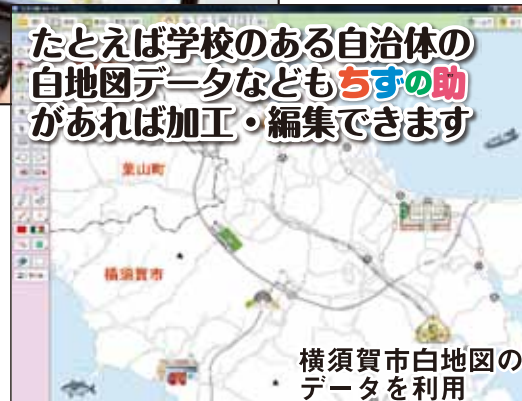 たとえば学校のある自治体の
白地図データなどもちずの助
があれば加工・編集できます
葉山町
横須賀市
横須賀市白地図の
データを利用